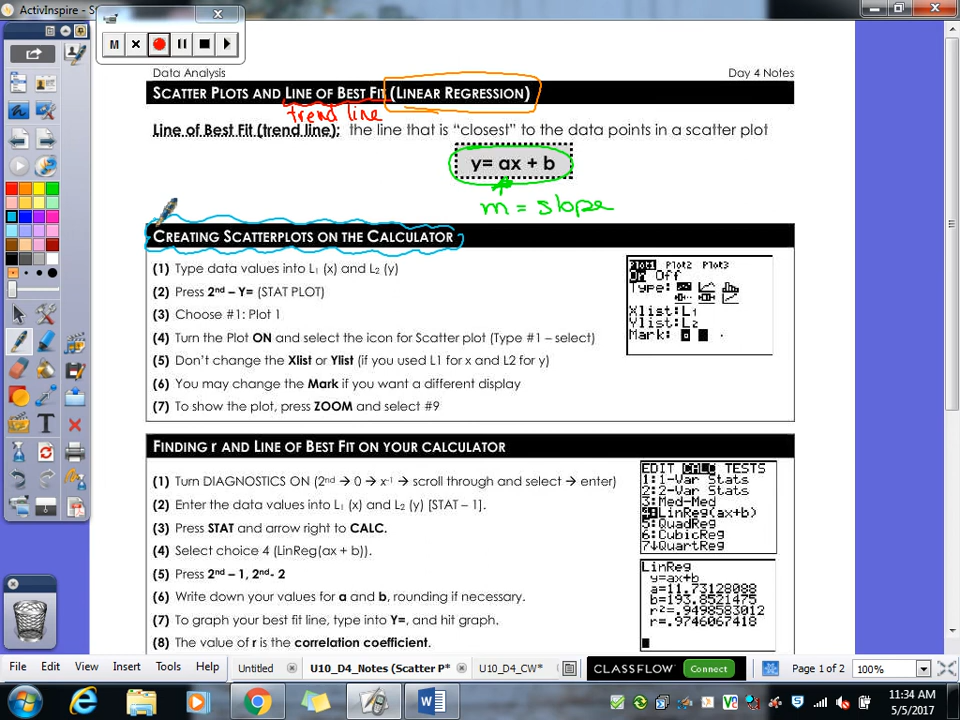 ActivInspire - S
Data Analysis
Day 4 Notes
SCATTER PLOTS AND LINE OF BEST FIT (LINEAR REGRESSION)
trend line
Line of Best Fit (trend line): the line that is “closest” to the data points in a scatter plot
y= ax + b
m = slope
CREATING SCATTERPLOTS ON THE CALCULATOR
(1) Type data values into L₁ (x) and L₂ (y)
(2) Press 2ⁿᵈ – Y= (STAT PLOT)
(3) Choose #1: Plot 1
(4) Turn the Plot ON and select the icon for Scatter plot (Type #1 – select)
(5) Don’t change the Xlist or Ylist (if you used L1 for x and L2 for y)
(6) You may change the Mark if you want a different display
(7) To show the plot, press ZOOM and select #9
Plot1 Plot2 Plot3
On Off
Type:
Xlist:L₁
Ylist:L₂
Mark:
FINDING r AND LINE OF BEST FIT ON YOUR CALCULATOR
(1) Turn DIAGNOSTICS ON (2ⁿᵈ → 0 → x⁻¹ → scroll through and select → enter)
(2) Enter the data values into L₁ (x) and L₂ (y) [STAT – 1].
(3) Press STAT and arrow right to CALC.
(4) Select choice 4 (LinReg(ax + b)).
(5) Press 2ⁿᵈ – 1, 2ⁿᵈ- 2
(6) Write down your values for a and b, rounding if necessary.
(7) To graph your best fit line, type into Y=, and hit graph.
(8) The value of r is the correlation coefficient.
EDIT CALC TESTS
1:1-Var Stats
2:2-Var Stats
3:Med-Med
4:LinReg(ax+b)
5:QuadReg
6:CubicReg
7↓QuartReg
LinReg
y=ax+b
a=11.73128088
b=193.8521475
r²=.9498583012
r=.9746067418
File Edit View Insert Tools Help
Untitled
U10_D4_Notes (Scatter P*
U10_D4_CW*
CLASSFLOW Connect
Page 1 of 2
100%
11:34 AM
5/5/2017